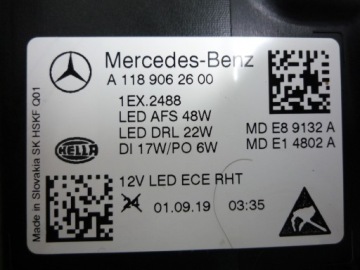 Mercedes-Benz
A 118 906 26 00
1EX.2488
LED AFS 48W
LED DRL 22W
DI 17W/PO 6W
MD E8 9132 A
MD E1 4802 A
HELLA
12V LED ECE RHT
24 01.09.19 03:35
Made in Slovakia SK HSKF Q01